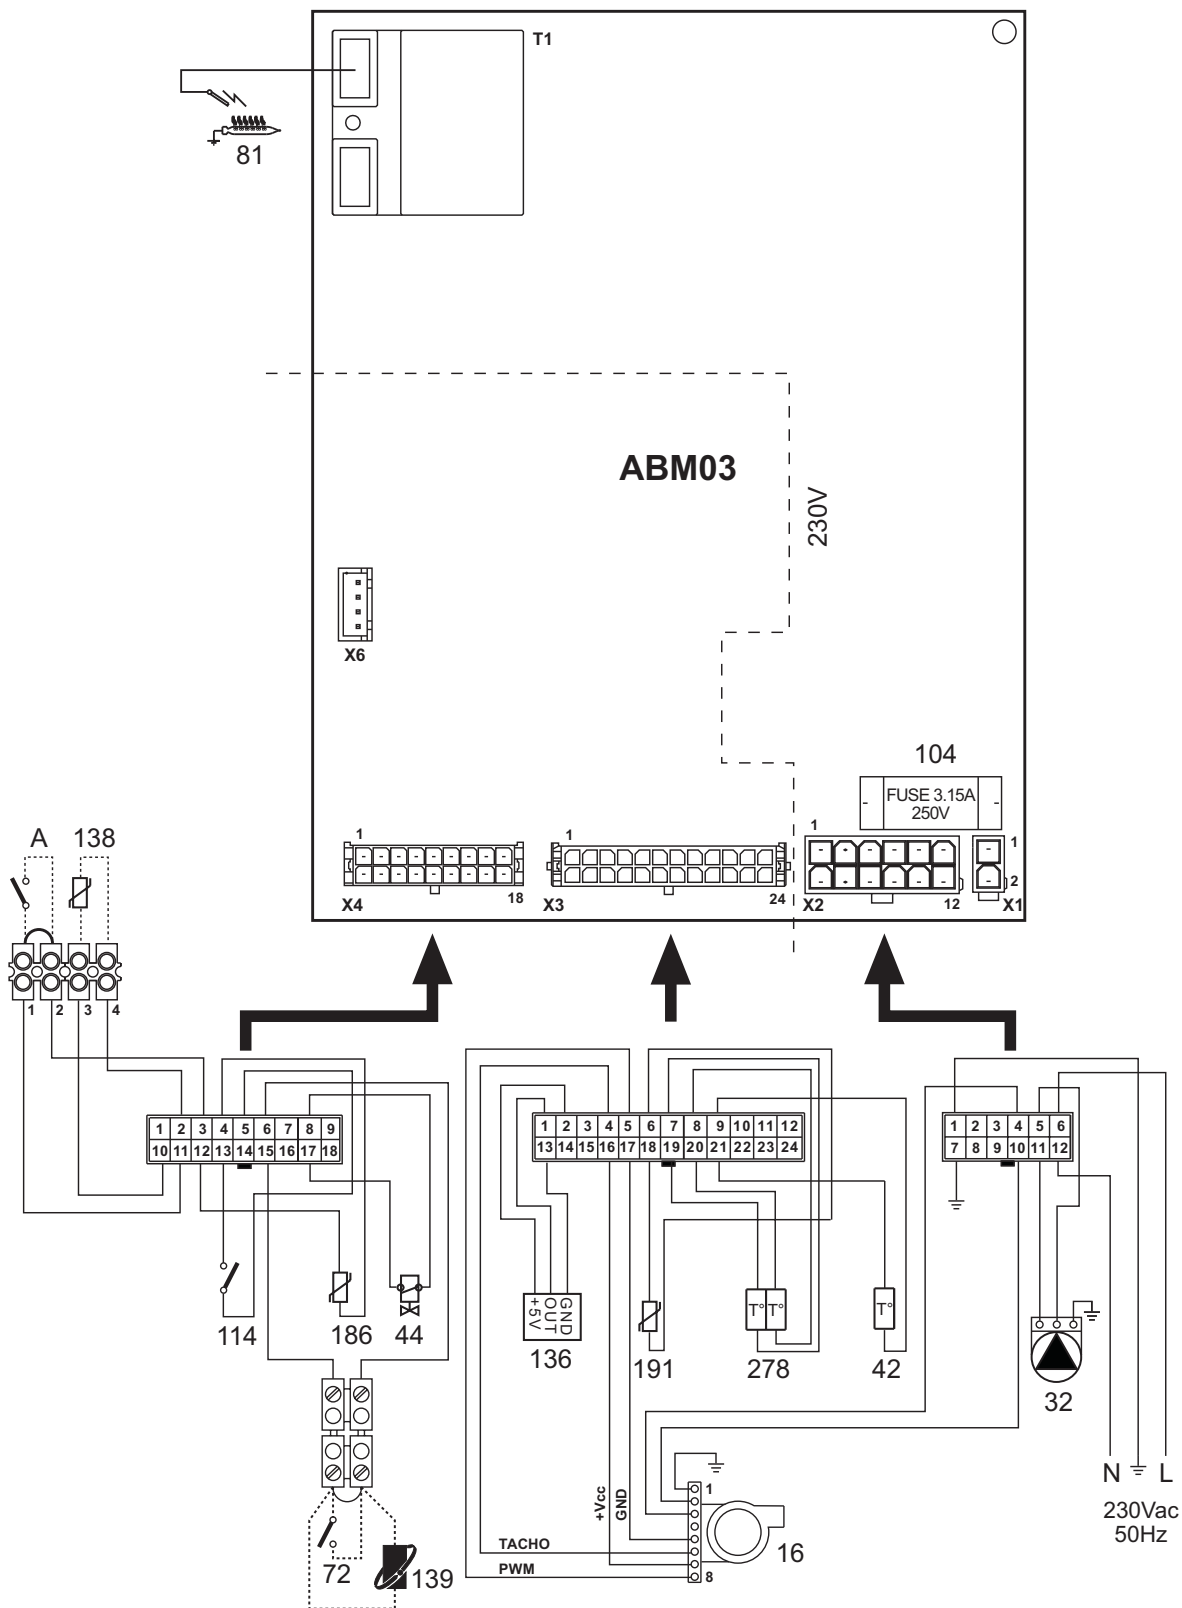 T1
81
ABM03
230V
X6
104
FUSE 3.15A
250V
1
1
1
1
2
18
24
12
X4
X3
X2
X1
A
138
1
2
3
4
1 2 3 4 5 6 7 8 9
10 11 12 13 14 15 16 17 18
1 2 3 4 5 6 7 8 9 10 11 12
13 14 15 16 17 18 19 20 21 22 23 24
1 2 3 4 5 6
7 8 9 10 11 12
+5V
OUT
GND
T°
T°
T°
114
186
44
136
191
278
42
32
N
L
230Vac
50Hz
+Vcc
GND
TACHO
PWM
1
8
16
72
139